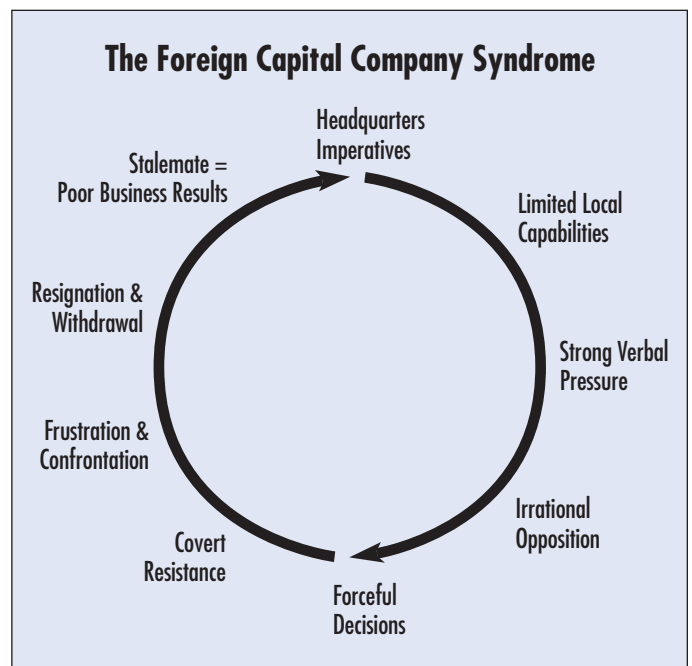 The Foreign Capital Company Syndrome
Headquarters
Imperatives
Limited Local
Capabilities
Strong Verbal
Pressure
Irrational
Opposition
Forceful
Decisions
Covert
Resistance
Frustration &
Confrontation
Resignation &
Withdrawal
Stalemate =
Poor Business Results